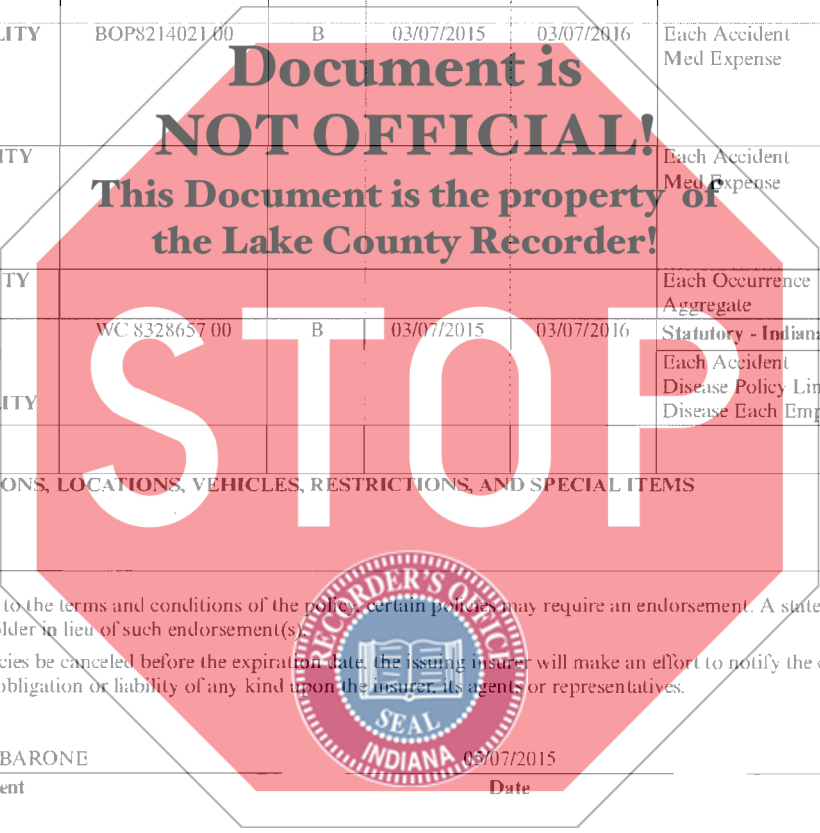 LITY BOP8214021 00 B 03/07/2015 03/07/2016 Each Accident
Med Expense
Document is
NOT OFFICIAL!
ITY Each Accident
Med Expense
This Document is the property of
the Lake County Recorder!
TY Each Occurrence
Aggregate
WC 8328657 00 B 03/07/2015 03/07/2016 Statutory - Indiana
Each Accident
Disease Policy Lim
ITY Disease Each Emp
STOP
ONS, LOCATIONS, VEHICLES, RESTRICTIONS, AND SPECIAL ITEMS
to the terms and conditions of the policy, certain policies may require an endorsement. A state
lder in lieu of such endorsement(s).
cies be canceled before the expiration date, the issuing insurer will make an effort to notify the
obligation or liability of any kind upon the insurer, its agents or representatives.
RECORDER'S OFFICE
SEAL
INDIANA
BARONE 05/07/2015
ent Date